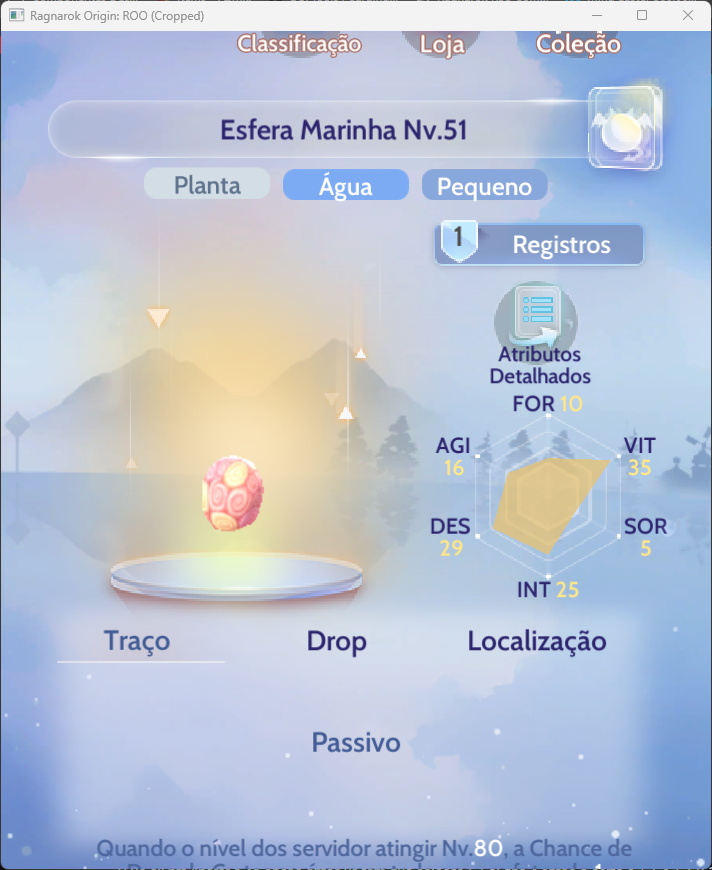 Ragnarok Origin: ROO (Cropped)
Classificação Loja Coleção
Esfera Marinha Nv.51
Planta Água Pequeno
1 Registros
Atributos
Detalhados
FOR 10
AGI VIT
16 35
DES SOR
29 5
INT 25
Traço Drop Localização
Passivo
Quando o nível dos servidor atingir Nv.80, a Chance de